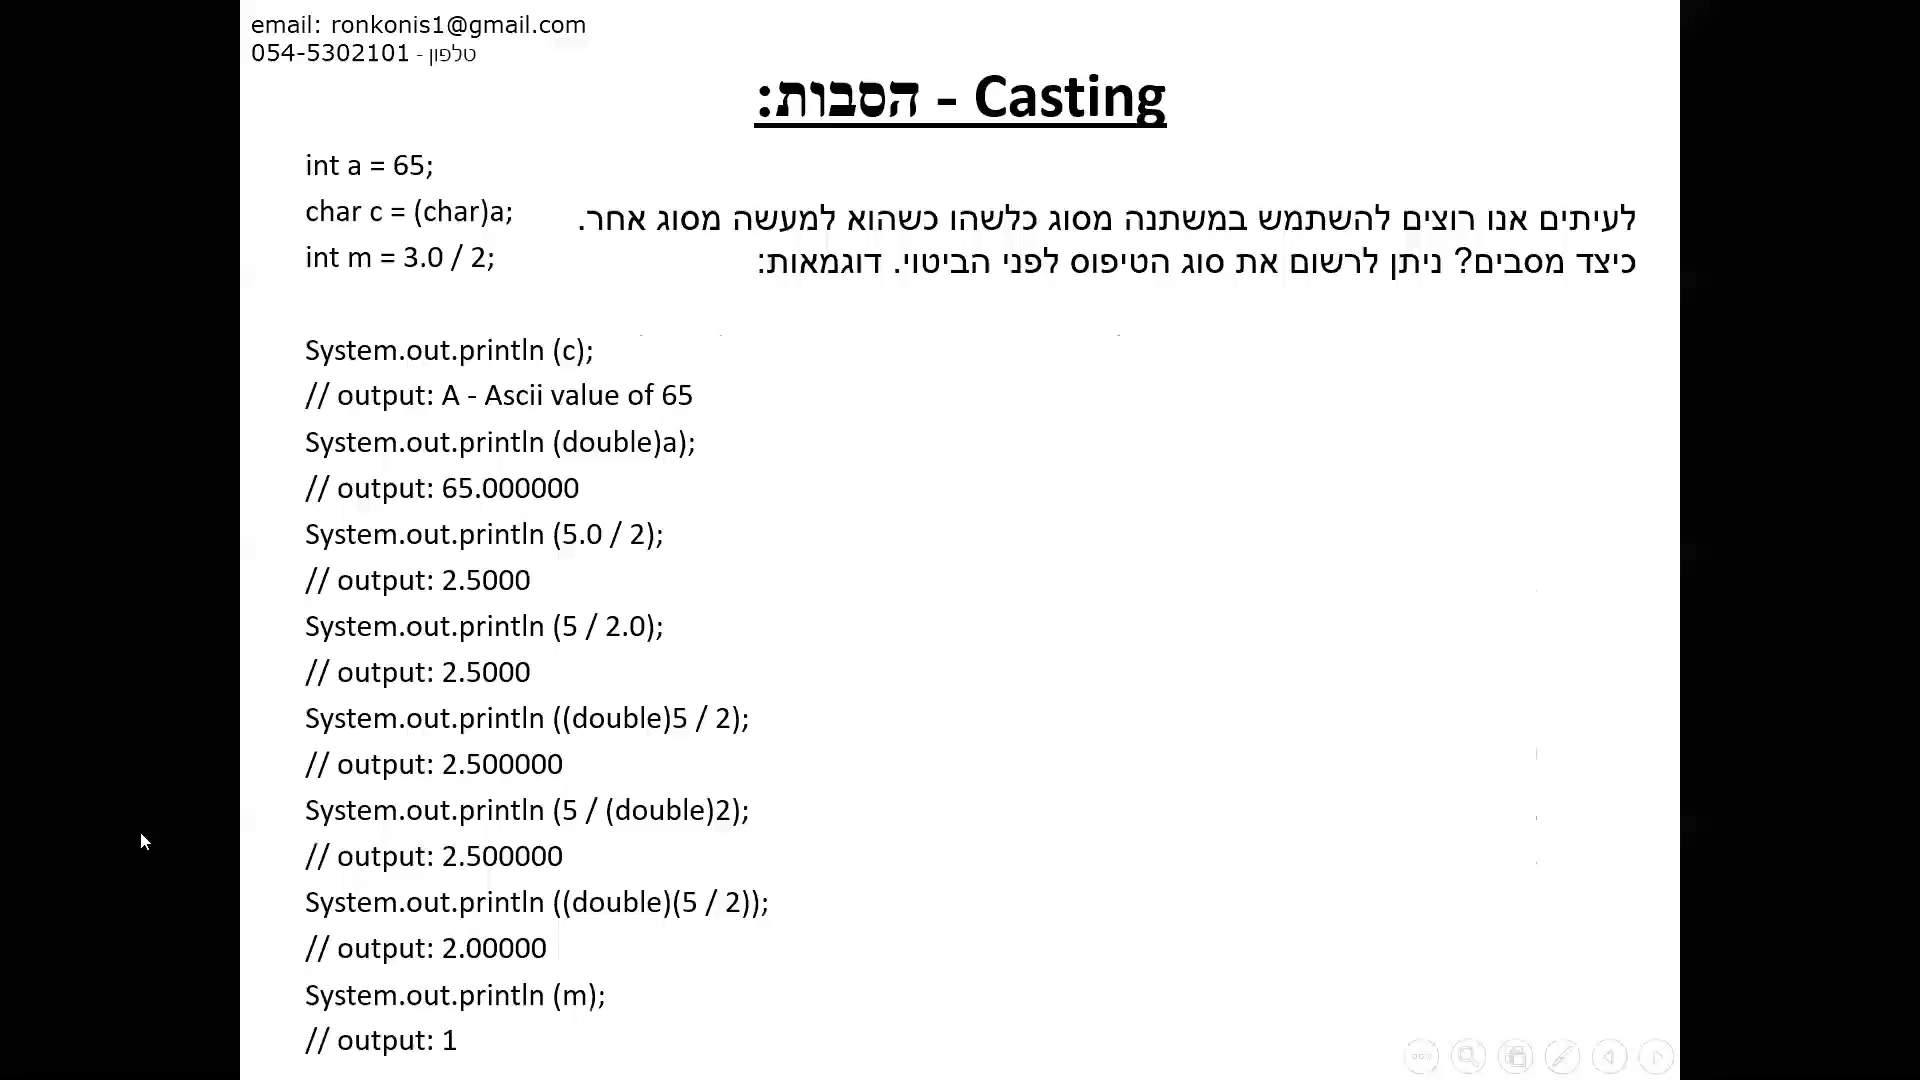 email: ronkonis1@gmail.com
טלפון - 054-5302101
Casting - הסבות:
int a = 65;
char c = (char)a;
int m = 3.0 / 2;
לעיתים אנו רוצים להשתמש במשתנה מסוג כלשהו כשהוא למעשה מסוג אחר.
כיצד מסבים? ניתן לרשום את סוג הטיפוס לפני הביטוי. דוגמאות:
System.out.println (c);
// output: A - Ascii value of 65
System.out.println (double)a);
// output: 65.000000
System.out.println (5.0 / 2);
// output: 2.5000
System.out.println (5 / 2.0);
// output: 2.5000
System.out.println ((double)5 / 2);
// output: 2.500000
System.out.println (5 / (double)2);
// output: 2.500000
System.out.println ((double)(5 / 2));
// output: 2.00000
System.out.println (m);
// output: 1